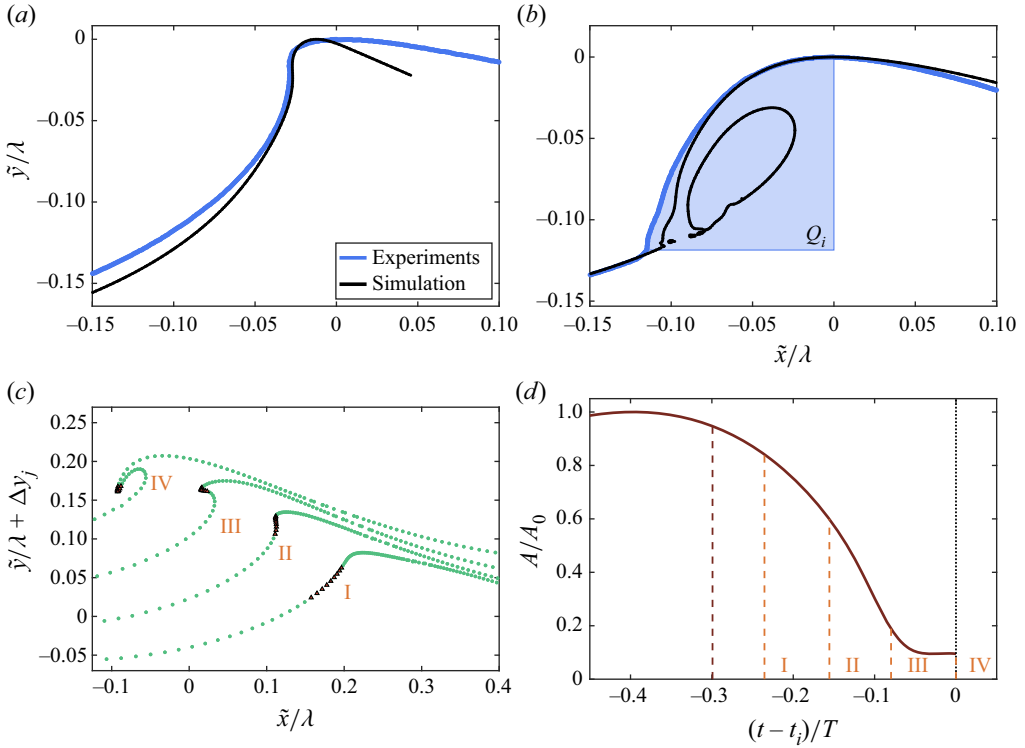 (a)
0
−0.05
−0.10
−0.15
ỹ/λ
Experiments
Simulation
−0.15 −0.10 −0.05 0 0.05 0.10
(b)
0
−0.05
−0.10
−0.15
Q_i
−0.15 −0.10 −0.05 0 0.05 0.10
x̃/λ
(c)
0.25
0.20
0.15
0.10
0.05
0
−0.05
ỹ/λ + Δy_j
IV
III
II
I
−0.1 0 0.1 0.2 0.3 0.4
x̃/λ
(d)
1.0
0.8
0.6
0.4
0.2
0
A/A_0
I II III IV
−0.4 −0.3 −0.2 −0.1 0
(t − t_i)/T